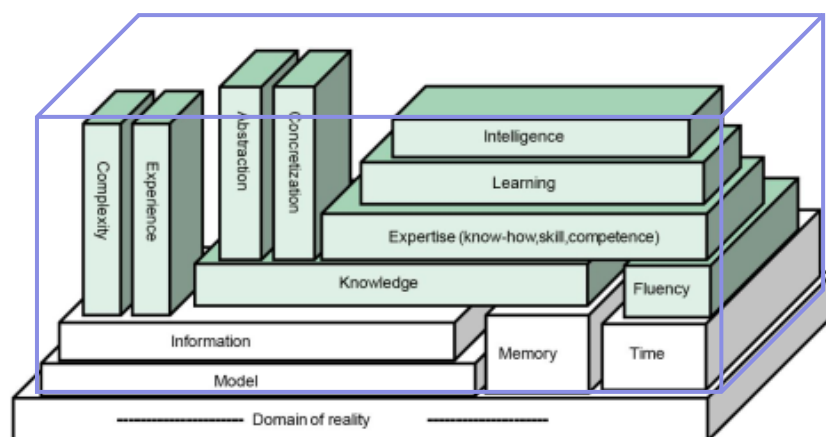 Complexity
Experience
Abstraction
Concretization
Intelligence
Learning
Expertise (know-how,skill,competence)
Knowledge
Fluency
Information
Memory
Time
Model
Domain of reality